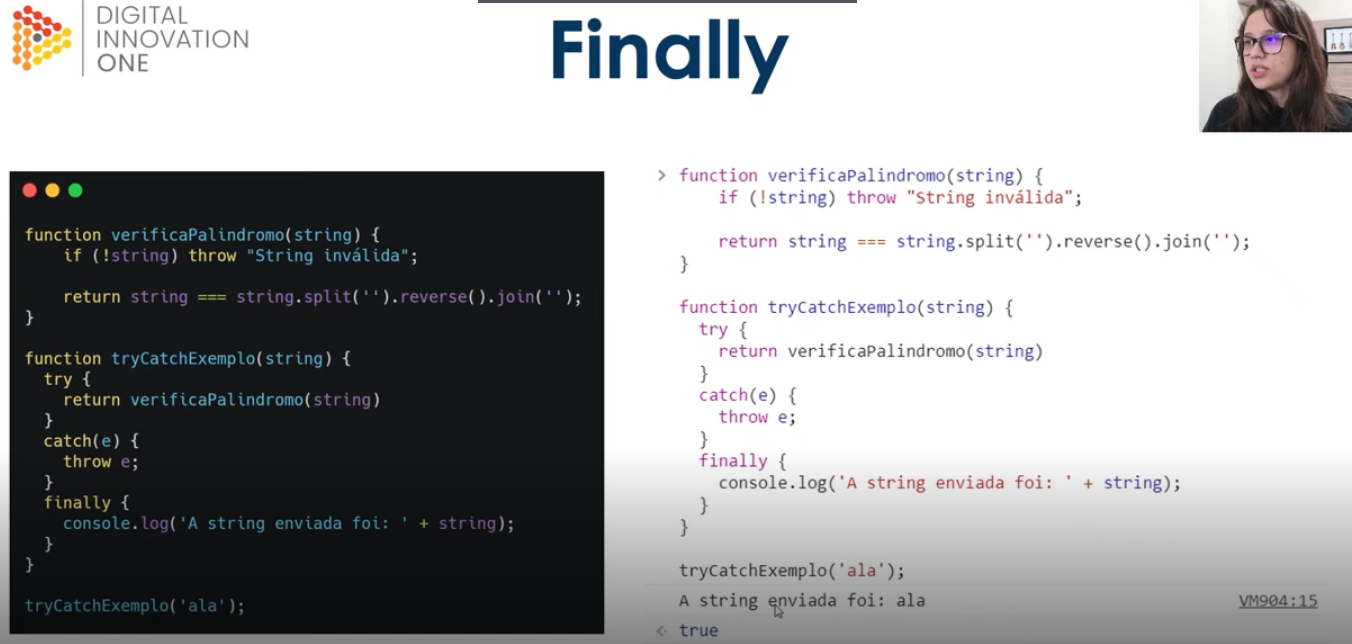 DIGITAL
INNOVATION
ONE
Finally
function verificaPalindromo(string) {
if (!string) throw "String inválida";
return string === string.split('').reverse().join('');
}
function tryCatchExemplo(string) {
try {
return verificaPalindromo(string)
}
catch(e) {
throw e;
}
finally {
console.log('A string enviada foi: ' + string);
}
}
tryCatchExemplo('ala');
> function verificaPalindromo(string) {
if (!string) throw "String inválida";
return string === string.split('').reverse().join('');
}
function tryCatchExemplo(string) {
try {
return verificaPalindromo(string)
}
catch(e) {
throw e;
}
finally {
console.log('A string enviada foi: ' + string);
}
}
tryCatchExemplo('ala');
A string enviada foi: ala VM904:15
true